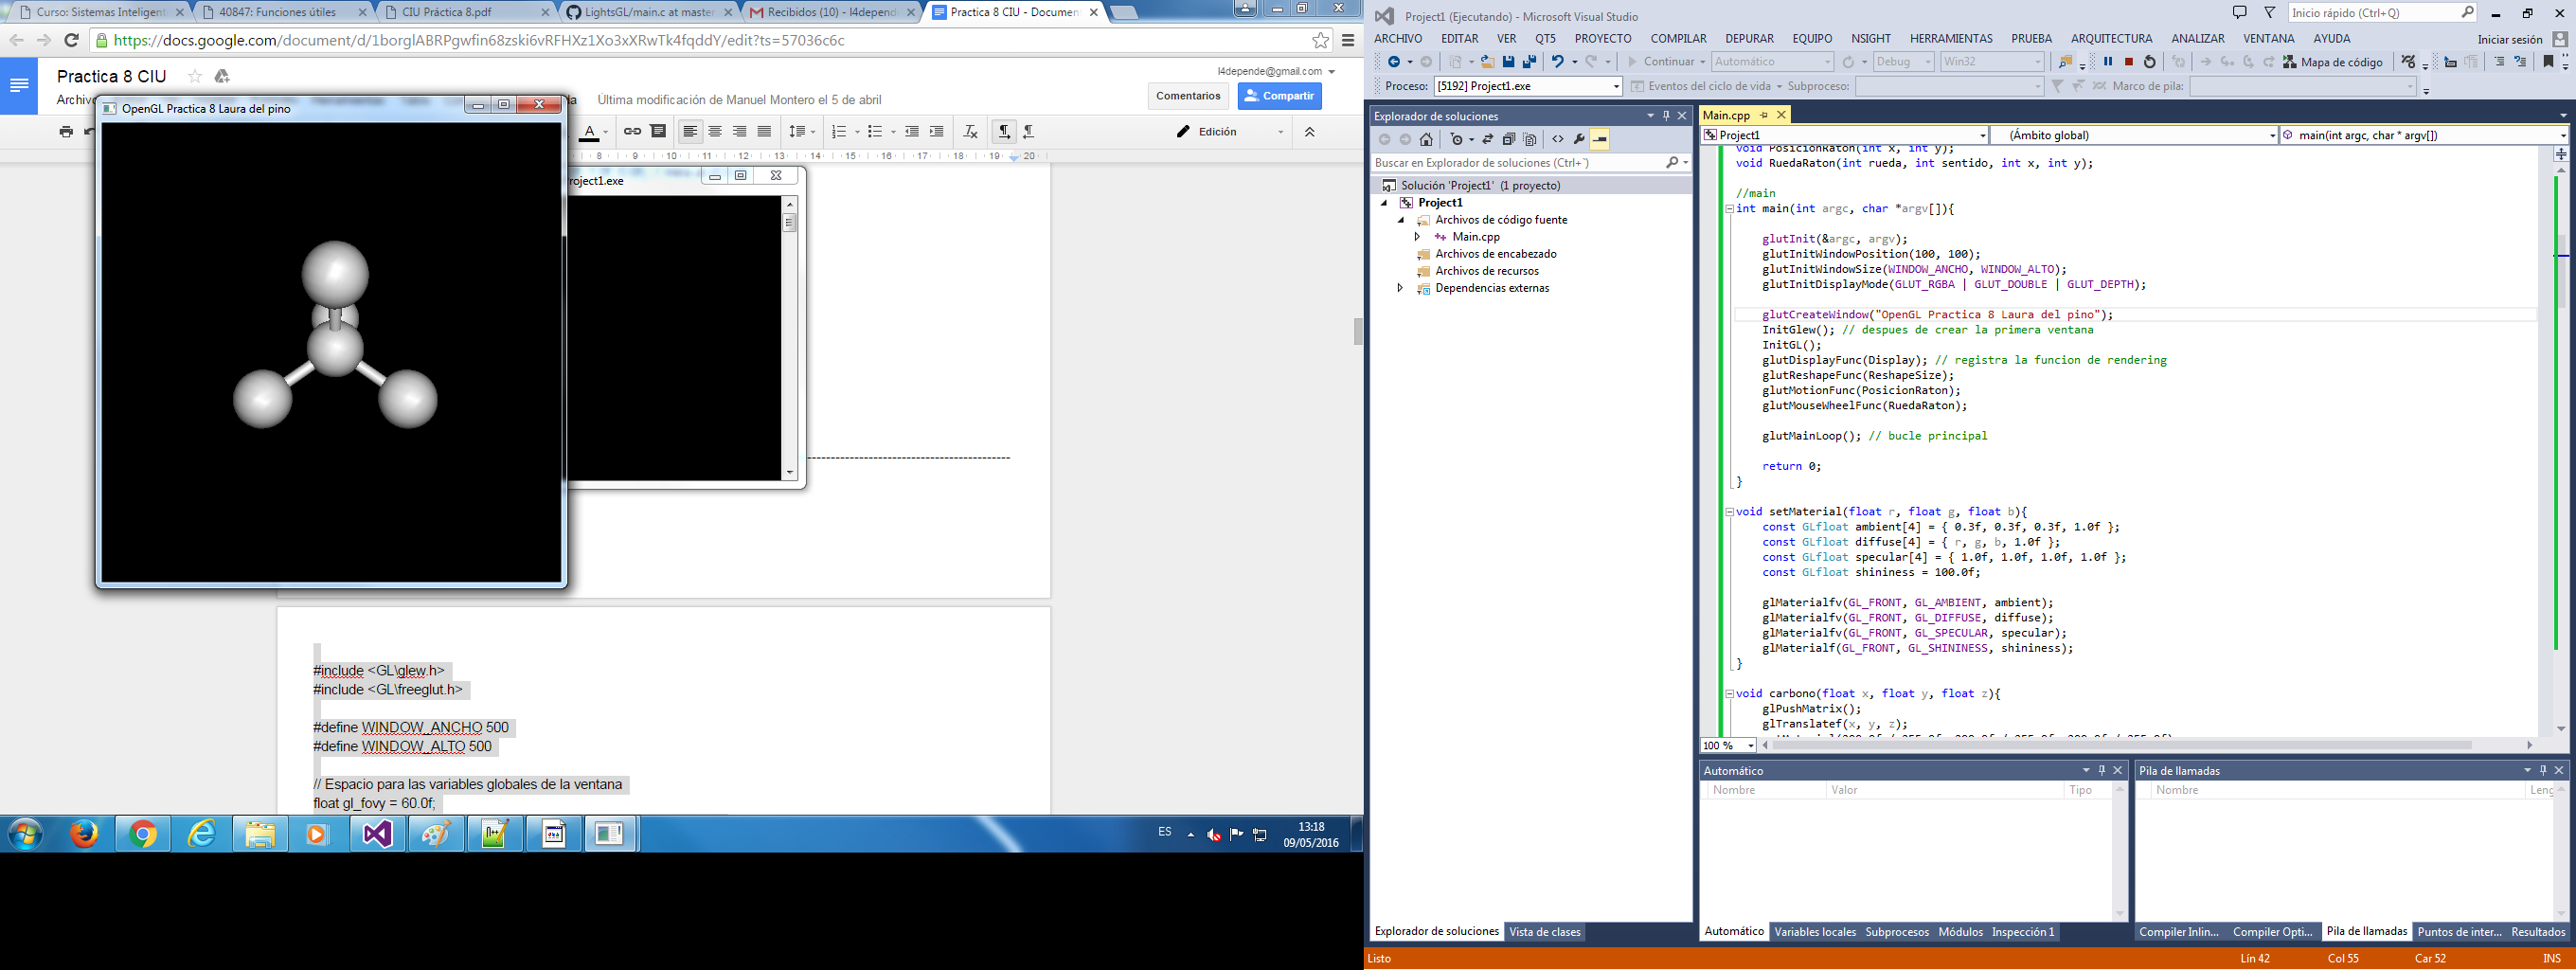 Curso: Sistemas Inteligent
40847: Funciones útiles
CIU Práctica 8.pdf
LightsGL/main.c at master
Recibidos (10) - l4depend
Practica 8 CIU - Document
https://docs.google.com/document/d/1borglABRPgwfin68zski6vRFHXz1Xo3xXRwTk4fqddY/edit?ts=57036c6c
Practica 8 CIU
l4depende@gmail.com
Archiv
da
Última modificación de Manuel Montero el 5 de abril
Comentarios
Compartir
Edición
8 9 10 11 12 13 14 15 16 17 18 19 20
OpenGL Practica 8 Laura del pino
roject1.exe
#include <GL\glew.h>
#include <GL\freeglut.h>
#define WINDOW_ANCHO 500
#define WINDOW_ALTO 500
// Espacio para las variables globales de la ventana
float gl_fovy = 60.0f;
ES
13:18
09/05/2016
Project1 (Ejecutando) - Microsoft Visual Studio
Inicio rápido (Ctrl+Q)
ARCHIVO EDITAR VER QT5 PROYECTO COMPILAR DEPURAR EQUIPO NSIGHT HERRAMIENTAS PRUEBA ARQUITECTURA ANALIZAR VENTANA AYUDA
Iniciar sesión
Continuar
Automático
Debug
Win32
Mapa de código
Proceso: [5192] Project1.exe
Eventos del ciclo de vida
Subproceso:
Marco de pila:
Explorador de soluciones
Buscar en Explorador de soluciones (Ctrl+¨)
Solución 'Project1' (1 proyecto)
Project1
Archivos de código fuente
Main.cpp
Archivos de encabezado
Archivos de recursos
Dependencias externas
Explorador de soluciones
Vista de clases
Main.cpp
Project1
(Ámbito global)
main(int argc, char * argv[])
void PosicionRaton(int x, int y);
void RuedaRaton(int rueda, int sentido, int x, int y);
//main
int main(int argc, char *argv[]){
glutInit(&argc, argv);
glutInitWindowPosition(100, 100);
glutInitWindowSize(WINDOW_ANCHO, WINDOW_ALTO);
glutInitDisplayMode(GLUT_RGBA | GLUT_DOUBLE | GLUT_DEPTH);
glutCreateWindow("OpenGL Practica 8 Laura del pino");
InitGlew(); // despues de crear la primera ventana
InitGL();
glutDisplayFunc(Display); // registra la funcion de rendering
glutReshapeFunc(ReshapeSize);
glutMotionFunc(PosicionRaton);
glutMouseWheelFunc(RuedaRaton);
glutMainLoop(); // bucle principal
return 0;
}
void setMaterial(float r, float g, float b){
const GLfloat ambient[4] = { 0.3f, 0.3f, 0.3f, 1.0f };
const GLfloat diffuse[4] = { r, g, b, 1.0f };
const GLfloat specular[4] = { 1.0f, 1.0f, 1.0f, 1.0f };
const GLfloat shininess = 100.0f;
glMaterialfv(GL_FRONT, GL_AMBIENT, ambient);
glMaterialfv(GL_FRONT, GL_DIFFUSE, diffuse);
glMaterialfv(GL_FRONT, GL_SPECULAR, specular);
glMaterialf(GL_FRONT, GL_SHININESS, shininess);
}
void carbono(float x, float y, float z){
glPushMatrix();
glTranslatef(x, y, z);
100 %
Automático
Nombre
Valor
Tipo
Automático
Variables locales
Subprocesos
Módulos
Inspección 1
Pila de llamadas
Nombre
Leng
Compiler Inlin...
Compiler Opti...
Pila de llamadas
Puntos de inter...
Resultados
Listo
Lín 42
Col 55
Car 52
INS